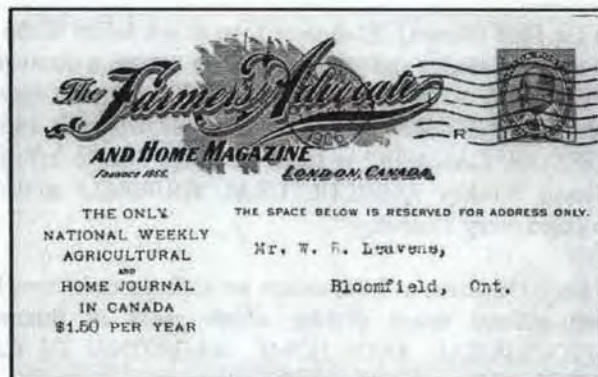 The Farmer's Advocate
AND HOME MAGAZINE
FOUNDED 1866. LONDON, CANADA.
R
THE ONLY
NATIONAL WEEKLY
AGRICULTURAL
AND
HOME JOURNAL
IN CANADA
$1.50 PER YEAR
THE SPACE BELOW IS RESERVED FOR ADDRESS ONLY.
Mr. W. R. Leavens,
Bloomfield, Ont.